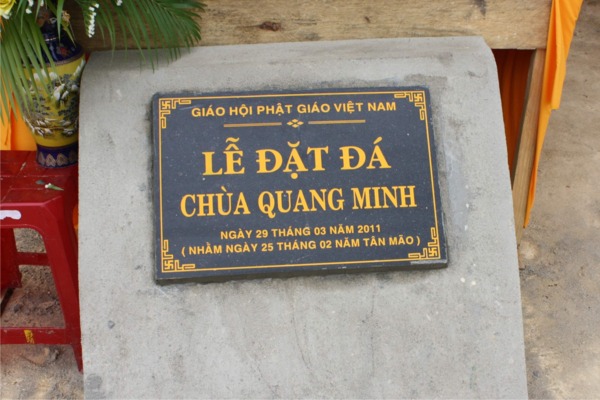 GIÁO HỘI PHẬT GIÁO VIỆT NAM
LỄ ĐẶT ĐÁ
CHÙA QUANG MINH
NGÀY 29 THÁNG 03 NĂM 2011
( NHẰM NGÀY 25 THÁNG 02 NĂM TÂN MÃO )